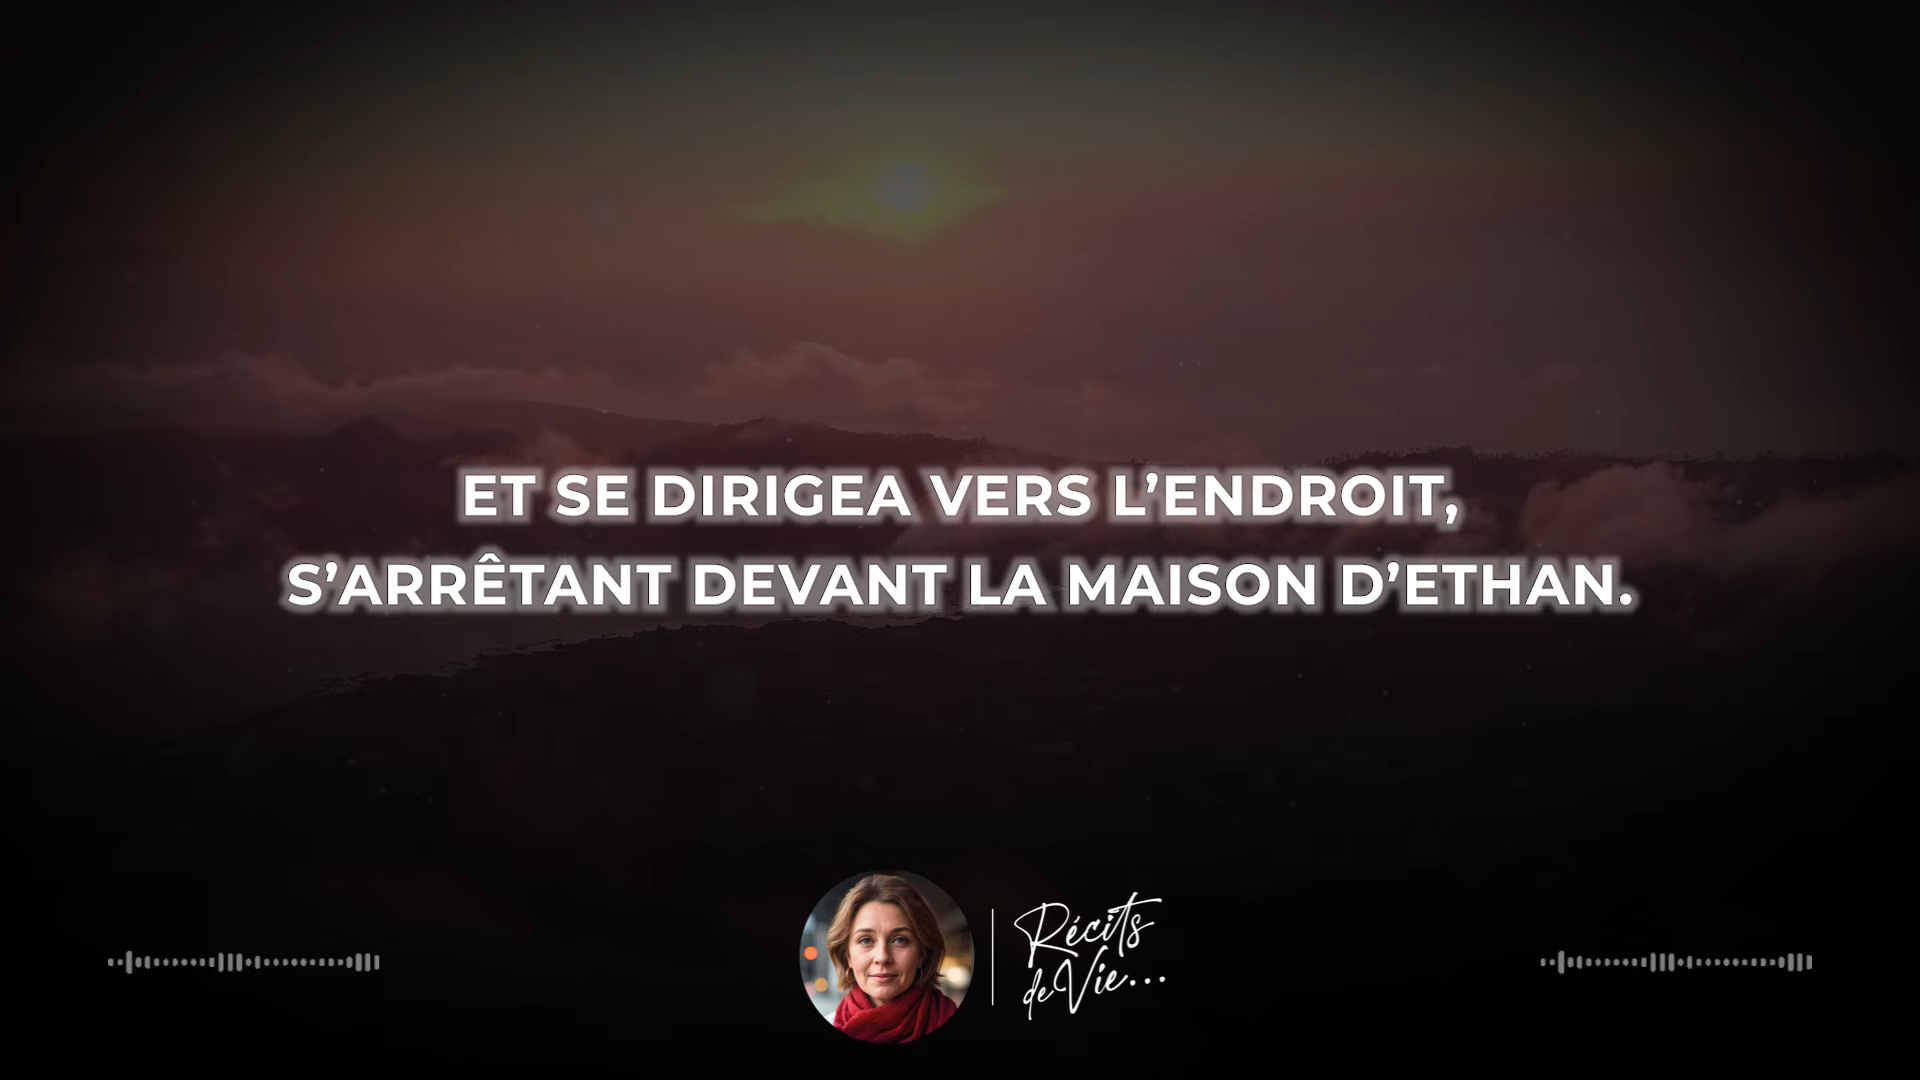 ET SE DIRIGEA VERS L’ENDROIT,
S’ARRÊTANT DEVANT LA MAISON D’ETHAN.
Récits
de Vie...